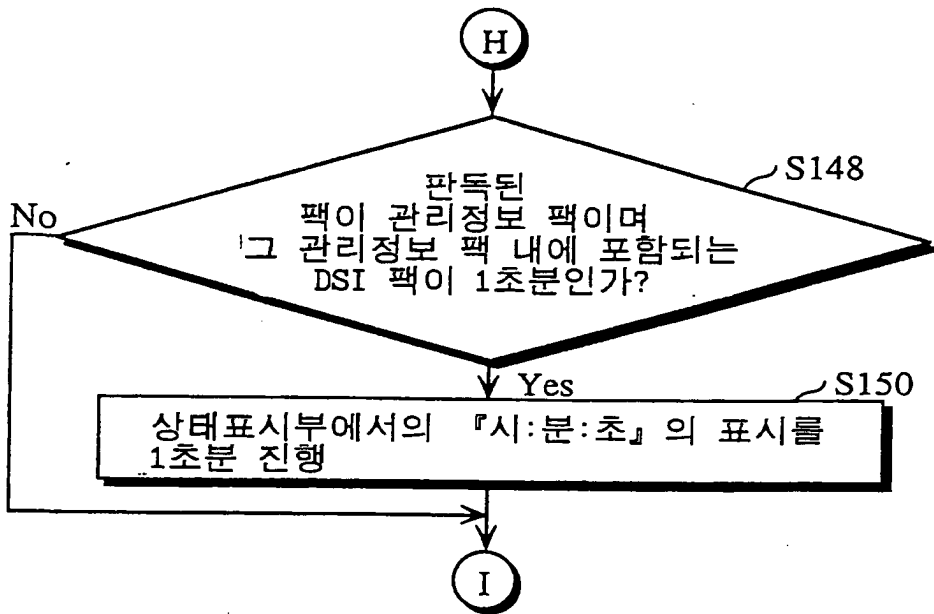 H
S148
판독된
No
팩이 관리정보 팩이며
그 관리정보 팩 내에 포함되는
DSI 팩이 1초분인가?
Yes
S150
상태표시부에서의 『시:분:초』의 표시를
1초분 진행
I